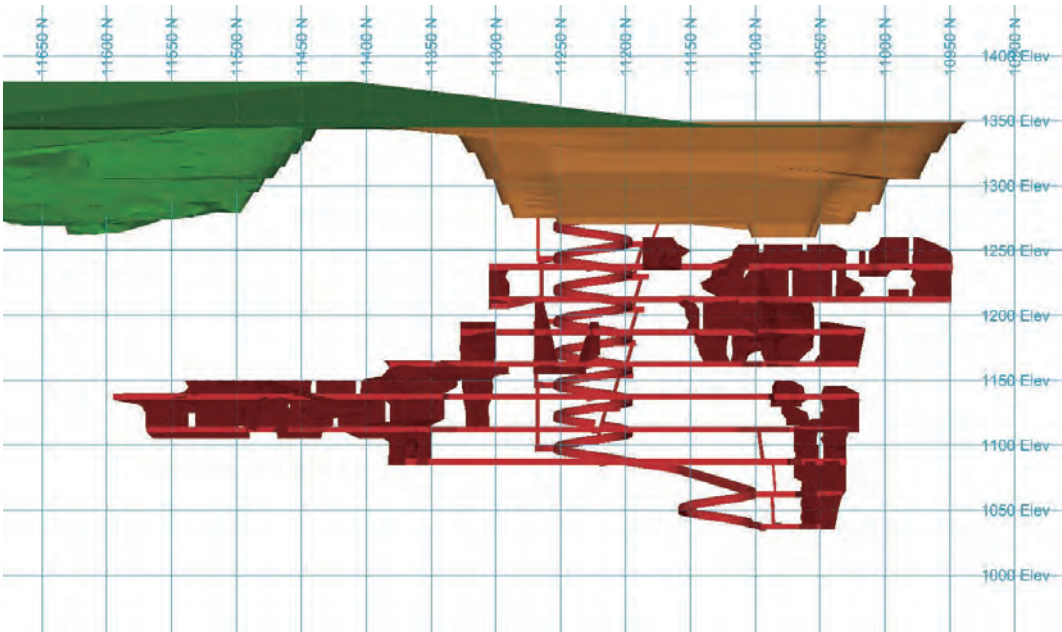 11650 N
11600 N
11550 N
11500 N
11450 N
11400 N
11350 N
11300 N
11250 N
11200 N
11150 N
11100 N
11050 N
11000 N
10950 N
10900 N
1400 Elev
1350 Elev
1300 Elev
1250 Elev
1200 Elev
1150 Elev
1100 Elev
1050 Elev
1000 Elev